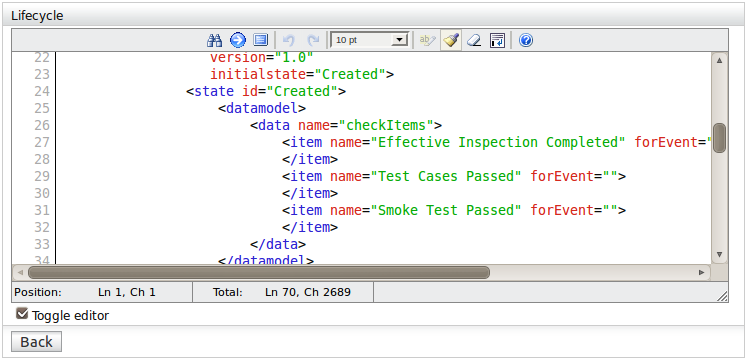 Lifecycle
10 pt
22 version="1.0"
23 initialstate="Created">
24 <state id="Created">
25 <datamodel>
26 <data name="checkItems">
27 <item name="Effective Inspection Completed" forEvent="
28 </item>
29 <item name="Test Cases Passed" forEvent="">
30 </item>
31 <item name="Smoke Test Passed" forEvent="">
32 </item>
33 </data>
34 </datamodel>
Position: Ln 1, Ch 1 Total: Ln 70, Ch 2689
Toggle editor
Back